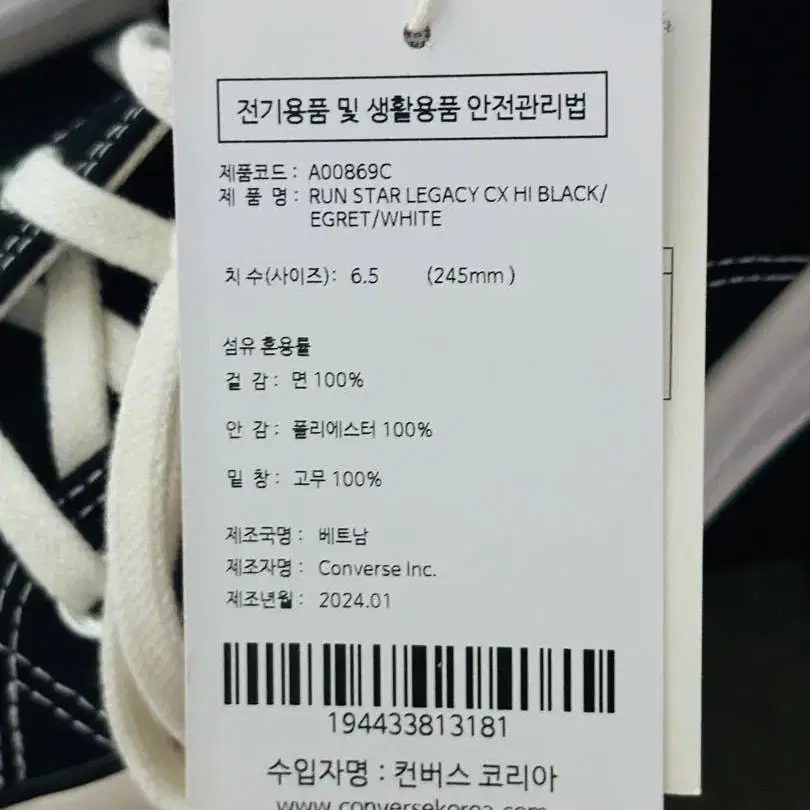 전기용품 및 생활용품 안전관리법
제품코드 : A00869C
제 품 명 : RUN STAR LEGACY CX HI BLACK/
EGRET/WHITE
치 수(사이즈) : 6.5 (245mm )
섬유 혼용률
겉 감 : 면 100%
안 감 : 폴리에스터 100%
밑 창 : 고무 100%
제조국명 : 베트남
제조자명 : Converse Inc.
제조년월 : 2024.01
194433813181
수입자명 : 컨버스 코리아
www.conversekorea.com